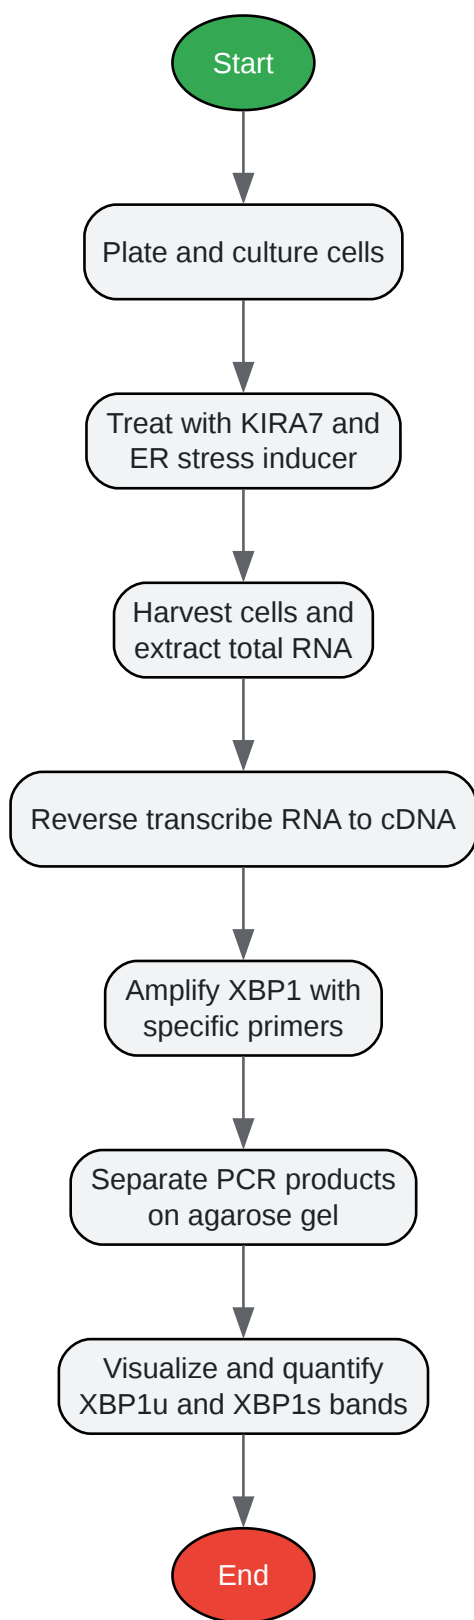 Start
Plate and culture cells
Treat with KIRA7 and
ER stress inducer
Harvest cells and
extract total RNA
Reverse transcribe RNA to cDNA
Amplify XBP1 with
specific primers
Separate PCR products
on agarose gel
Visualize and quantify
XBP1u and XBP1s bands
End